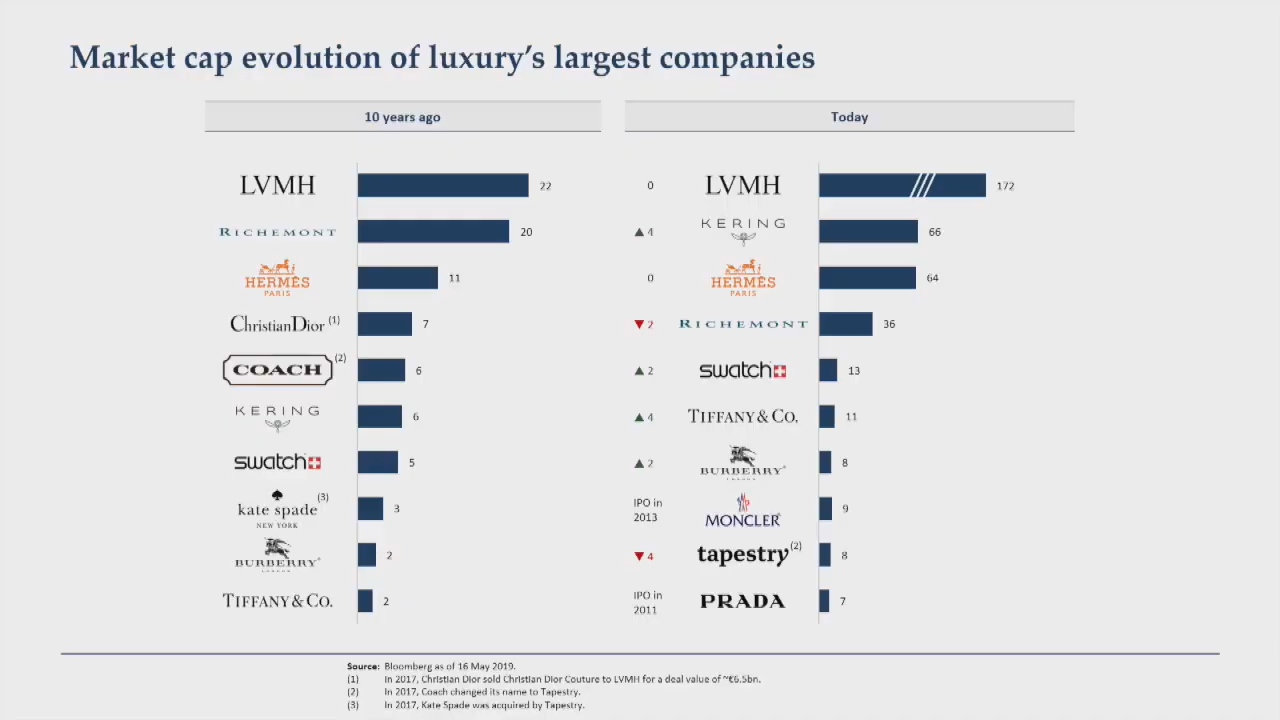 Market cap evolution of luxury's largest companies
10 years ago
Today
LVMH 22
RICHEMONT 20
HERMÈS
PARIS
11
ChristianDior (1) 7
COACH (2) 6
KERING 6
swatch 5
kate spade (3)
NEW YORK
3
BURBERRY
LONDON
2
TIFFANY & CO. 2
0 LVMH 172
▲ 4 KERING 66
0 HERMÈS
PARIS
64
▼ 2 RICHEMONT 36
▲ 2 swatch 13
▲ 4 TIFFANY & CO. 11
▲ 2 BURBERRY
LONDON
8
IPO in
2013
MONCLER 9
▼ 4 tapestry (2) 8
IPO in
2011
PRADA 7
Source: Bloomberg as of 16 May 2019.
(1) In 2017, Christian Dior sold Christian Dior Couture to LVMH for a deal value of ~€6.5bn.
(2) In 2017, Coach changed its name to Tapestry.
(3) In 2017, Kate Spade was acquired by Tapestry.